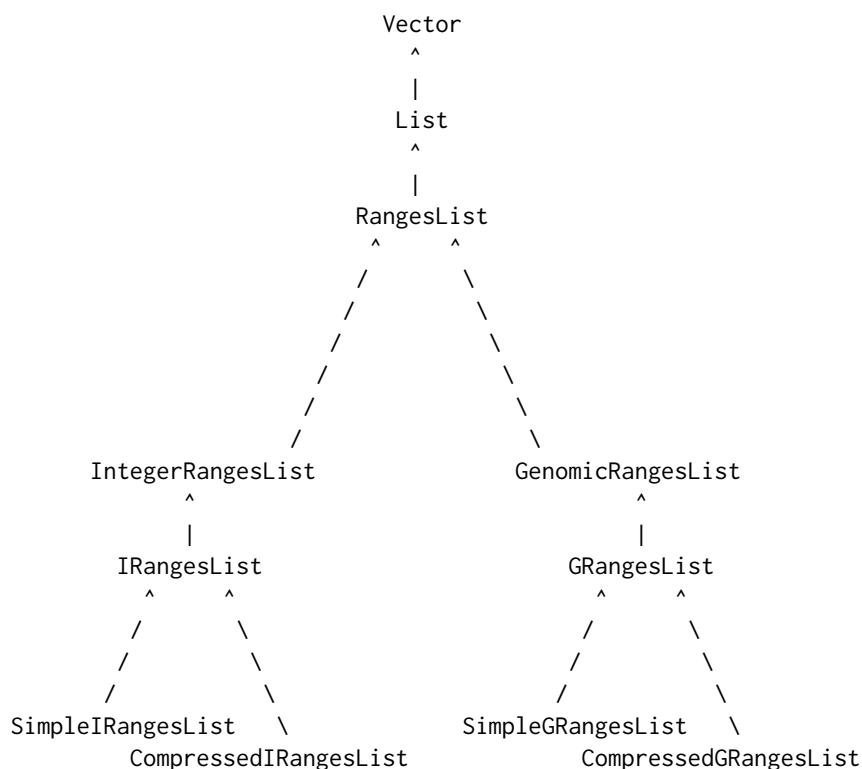 Vector
^
|
List
^
|
RangesList
^ ^
/ \
/ \
/ \
/ \
/ \
/ \
IntegerRangesList GenomicRangesList
^ ^
| |
IRangesList GRangesList
^ ^ ^ ^
/ \ / \
/ \ / \
/ \ / \
SimpleIRangesList \ SimpleGRangesList \
CompressedIRangesList CompressedGRangesList